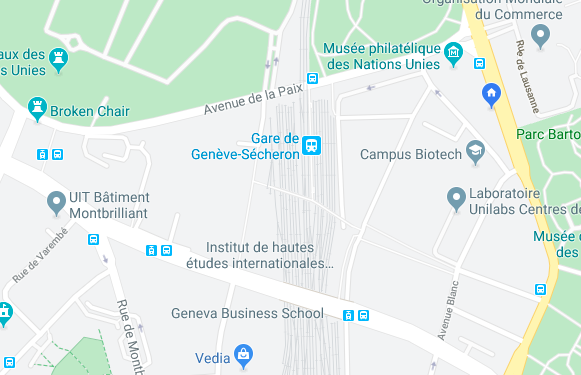 Organisation Mondiale
du Commerce
Musée philatélique
des Nations Unies
Rue de Lausanne
aux des
s Unies
Broken Chair
Avenue de la Paix
Parc Barto
Gare de
Genève-Sécheron
Campus Biotech
UIT Bâtiment
Montbrilliant
Laboratoire
Unilabs Centres de
Musée d
des
Rue de Varembé
Institut de hautes
études internationales...
Avenue Blanc
Rue de Montb
Geneva Business School
Vedia